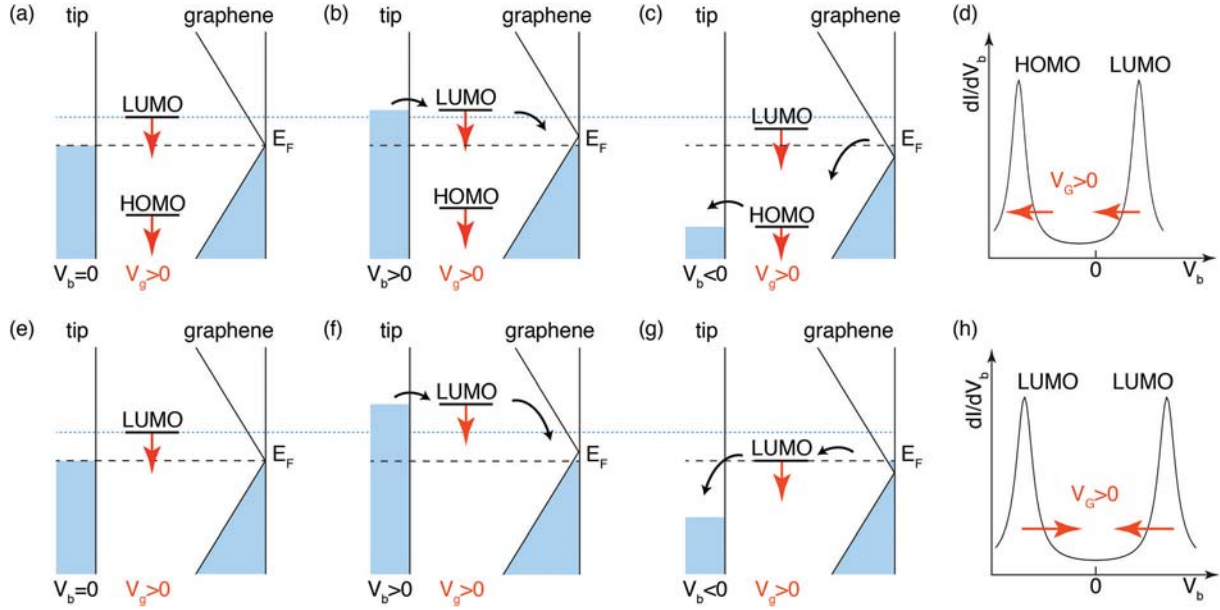 (a)
tip
graphene
LUMO
E_F
HOMO
V_b=0
V_g>0
(b)
tip
graphene
LUMO
E_F
HOMO
V_b>0
V_g>0
(c)
tip
graphene
LUMO
E_F
HOMO
V_b<0
V_g>0
(d)
dI/dV_b
HOMO
LUMO
V_G>0
0
V_b
(e)
tip
graphene
LUMO
E_F
V_b=0
V_g>0
(f)
tip
graphene
LUMO
E_F
V_b>0
V_g>0
(g)
tip
graphene
LUMO
E_F
V_b<0
V_g>0
(h)
dI/dV_b
LUMO
LUMO
V_G>0
0
V_b